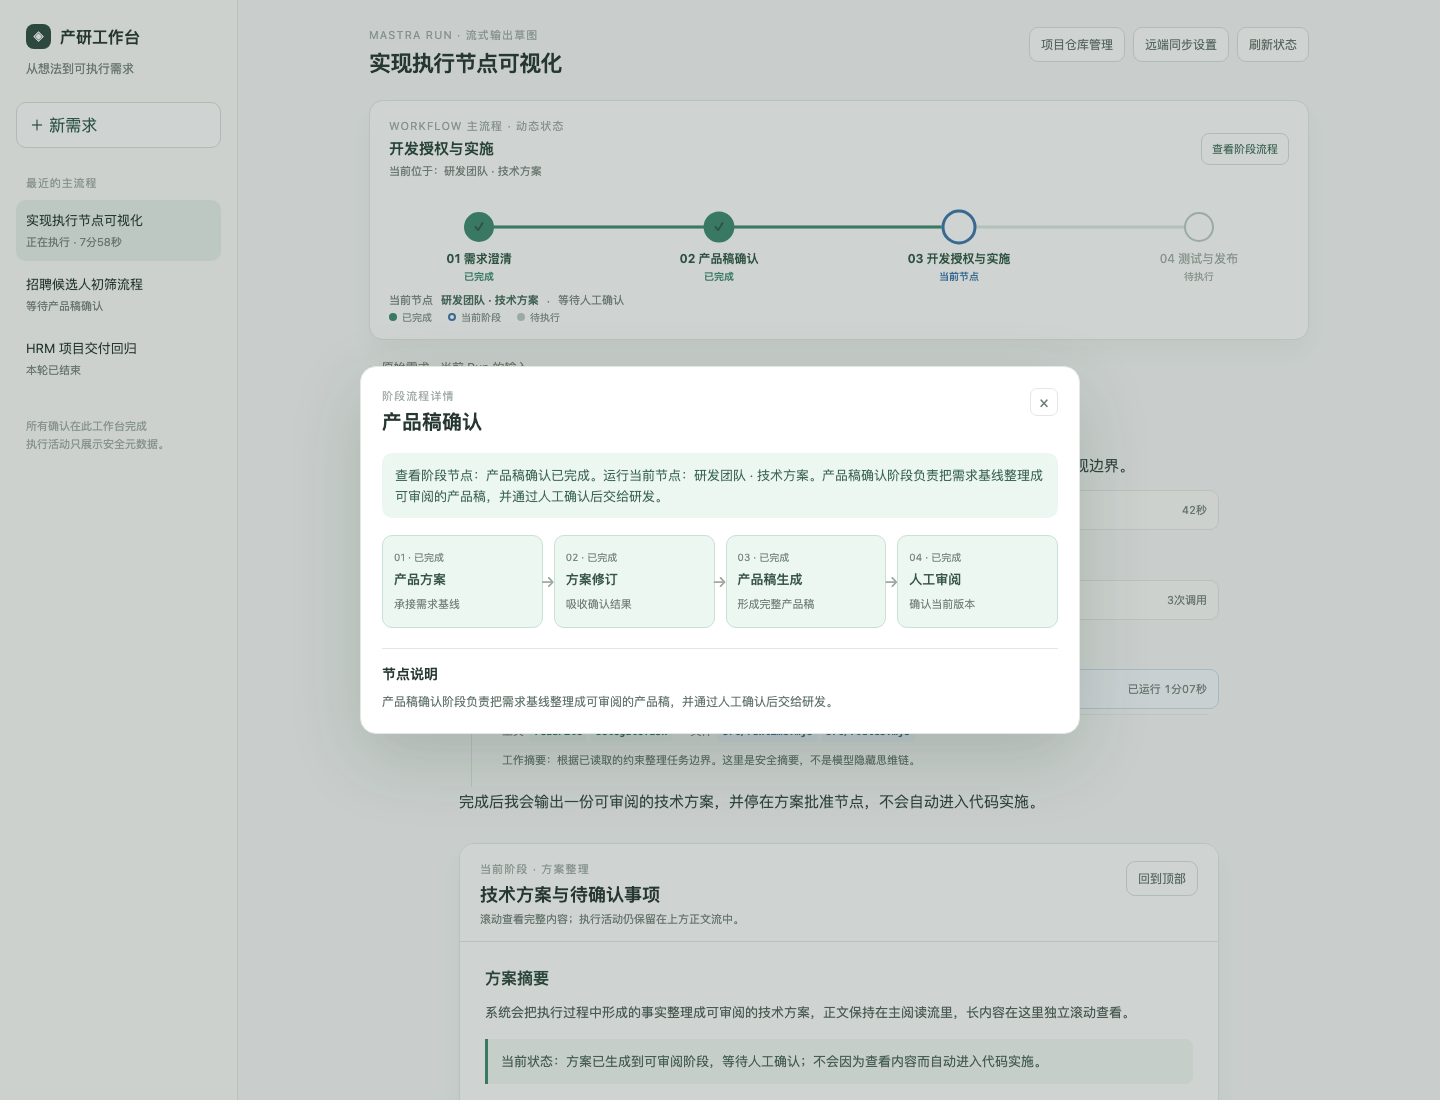 产研工作台
从想法到可执行需求
+ 新需求
最近的主流程
实现执行节点可视化
正在执行 · 7分58秒
招聘候选人初筛流程
等待产品稿确认
HRM 项目交付回归
本轮已结束
所有确认在此工作台完成
执行活动只展示安全元数据。
MASTRA RUN · 流式输出草图
实现执行节点可视化
项目仓库管理
远端同步设置
刷新状态
WORKFLOW 主流程 · 动态状态
开发授权与实施
当前位于：研发团队 · 技术方案
查看阶段流程
01 需求澄清
已完成
02 产品稿确认
已完成
03 开发授权与实施
当前节点
04 测试与发布
待执行
当前节点 研发团队 · 技术方案 · 等待人工确认
已完成 当前阶段 待执行
阶段流程详情
产品稿确认
×
查看阶段节点：产品稿确认已完成。运行当前节点：研发团队 · 技术方案。产品稿确认阶段负责把需求基线整理成
可审阅的产品稿，并通过人工确认后交给研发。
01 · 已完成
产品方案
承接需求基线
→
02 · 已完成
方案修订
吸收确认结果
→
03 · 已完成
产品稿生成
形成完整产品稿
→
04 · 已完成
人工审阅
确认当前版本
节点说明
产品稿确认阶段负责把需求基线整理成可审阅的产品稿，并通过人工确认后交给研发。
边界。
42秒
3次调用
已运行 1分07秒
工作摘要：根据已读取的约束整理任务边界。这里是安全摘要，不是模型隐藏思维链。
完成后我会输出一份可审阅的技术方案，并停在方案批准节点，不会自动进入代码实施。
当前阶段 · 方案整理
技术方案与待确认事项
滚动查看完整内容；执行活动仍保留在上方正文流中。
回到顶部
方案摘要
系统会把执行过程中形成的事实整理成可审阅的技术方案，正文保持在主阅读流里，长内容在这里独立滚动查看。
当前状态：方案已生成到可审阅阶段，等待人工确认；不会因为查看内容而自动进入代码实施。